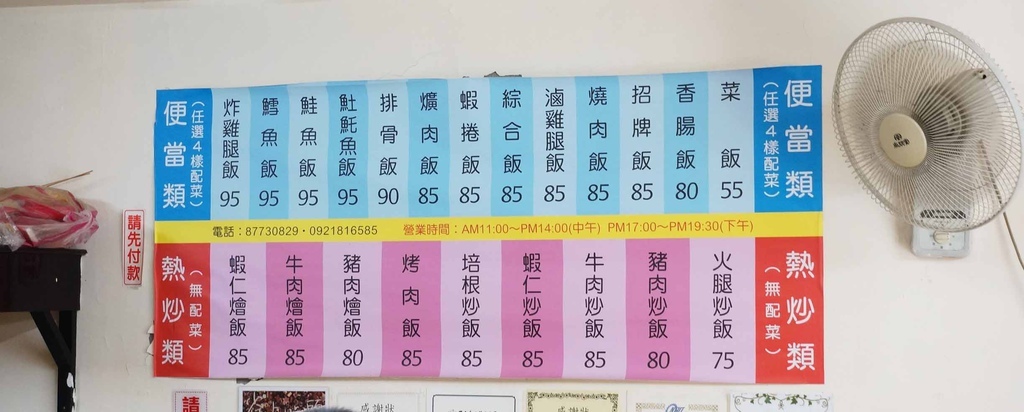 便當類
(任選4樣配菜)
炸雞腿飯 95
鱈魚飯 95
鮭魚飯 95
𩵚魠魚飯 95
排骨飯 90
爌肉飯 85
蝦捲飯 85
綜合飯 85
滷雞腿飯 85
燒肉飯 85
招牌飯 85
香腸飯 80
菜飯 55
(任選4樣配菜)
便當類
電話:87730829·0921816585 營業時間:AM11:00~PM14:00(中午) PM17:00~PM19:30(下午)
熱炒類
(無配菜)
蝦仁燴飯 85
牛肉燴飯 85
豬肉燴飯 80
烤肉飯 85
培根炒飯 85
蝦仁炒飯 85
牛肉炒飯 85
豬肉炒飯 80
火腿炒飯 75
(無配菜)
熱炒類
請先付款
請
感謝狀